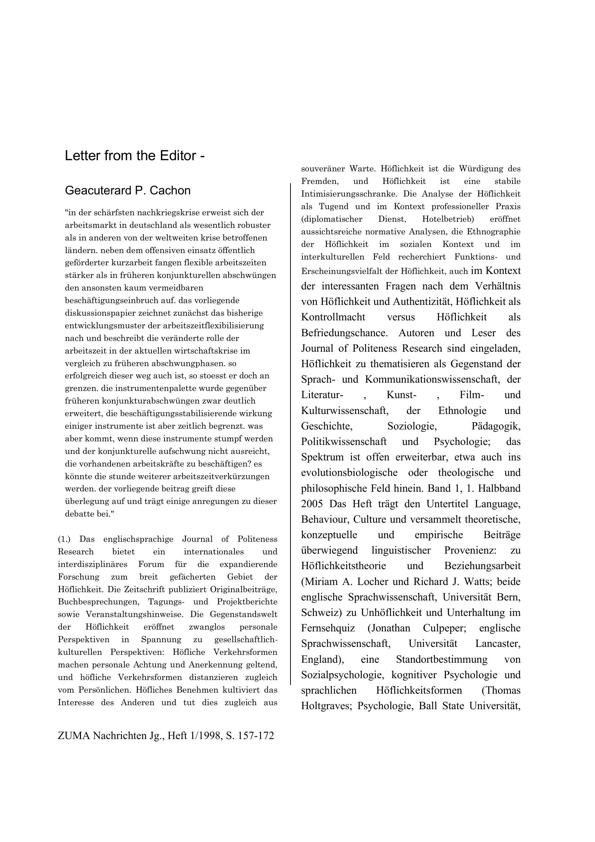 Letter from the Editor -
Geacuterard P. Cachon
"in der schärfsten nachkriegskrise erweist sich der
arbeitsmarkt in deutschland als wesentlich robuster
als in anderen von der weltweiten krise betroffenen
ländern. neben dem offensiven einsatz öffentlich
geförderter kurzarbeit fangen flexible arbeitszeiten
stärker als in früheren konjunkturellen abschwüngen
den ansonsten kaum vermeidbaren
beschäftigungseinbruch auf. das vorliegende
diskussionspapier zeichnet zunächst das bisherige
entwicklungsmuster der arbeitszeitflexibilisierung
nach und beschreibt die veränderte rolle der
arbeitszeit in der aktuellen wirtschaftskrise im
vergleich zu früheren abschwungphasen. so
erfolgreich dieser weg auch ist, so stoesst er doch an
grenzen. die instrumentenpalette wurde gegenüber
früheren konjunkturabschwüngen zwar deutlich
erweitert, die beschäftigungsstabilisierende wirkung
einiger instrumente ist aber zeitlich begrenzt. was
aber kommt, wenn diese instrumente stumpf werden
und der konjunkturelle aufschwung nicht ausreicht,
die vorhandenen arbeitskräfte zu beschäftigen? es
könnte die stunde weiterer arbeitszeitverkürzungen
werden. der vorliegende beitrag greift diese
überlegung auf und trägt einige anregungen zu dieser
debatte bei."
(1.) Das englischsprachige Journal of Politeness
Research bietet ein internationales und
interdisziplinäres Forum für die expandierende
Forschung zum breit gefächerten Gebiet der
Höflichkeit. Die Zeitschrift publiziert Originalbeiträge,
Buchbesprechungen, Tagungs- und Projektberichte
sowie Veranstaltungshinweise. Die Gegenstandswelt
der Höflichkeit eröffnet zwanglos personale
Perspektiven in Spannung zu gesellschaftlich-
kulturellen Perspektiven: Höfliche Verkehrsformen
machen personale Achtung und Anerkennung geltend,
und höfliche Verkehrsformen distanzieren zugleich
vom Persönlichen. Höfliches Benehmen kultiviert das
Interesse des Anderen und tut dies zugleich aus
souveräner Warte. Höflichkeit ist die Würdigung des
Fremden, und Höflichkeit ist eine stabile
Intimisierungsschranke. Die Analyse der Höflichkeit
als Tugend und im Kontext professioneller Praxis
(diplomatischer Dienst, Hotelbetrieb) eröffnet
aussichtsreiche normative Analysen, die Ethnographie
der Höflichkeit im sozialen Kontext und im
interkulturellen Feld recherchiert Funktions- und
Erscheinungsvielfalt der Höflichkeit, auch im Kontext
der interessanten Fragen nach dem Verhältnis
von Höflichkeit und Authentizität, Höflichkeit als
Kontrollmacht versus Höflichkeit als
Befriedungschance. Autoren und Leser des
Journal of Politeness Research sind eingeladen,
Höflichkeit zu thematisieren als Gegenstand der
Sprach- und Kommunikationswissenschaft, der
Literatur- , Kunst- , Film- und
Kulturwissenschaft, der Ethnologie und
Geschichte, Soziologie, Pädagogik,
Politikwissenschaft und Psychologie; das
Spektrum ist offen erweiterbar, etwa auch ins
evolutionsbiologische oder theologische und
philosophische Feld hinein. Band 1, 1. Halbband
2005 Das Heft trägt den Untertitel Language,
Behaviour, Culture und versammelt theoretische,
konzeptuelle und empirische Beiträge
überwiegend linguistischer Provenienz: zu
Höflichkeitstheorie und Beziehungsarbeit
(Miriam A. Locher und Richard J. Watts; beide
englische Sprachwissenschaft, Universität Bern,
Schweiz) zu Unhöflichkeit und Unterhaltung im
Fernsehquiz (Jonathan Culpeper; englische
Sprachwissenschaft, Universität Lancaster,
England), eine Standortbestimmung von
Sozialpsychologie, kognitiver Psychologie und
sprachlichen Höflichkeitsformen (Thomas
Holtgraves; Psychologie, Ball State Universität,
ZUMA Nachrichten Jg., Heft 1/1998, S. 157-172